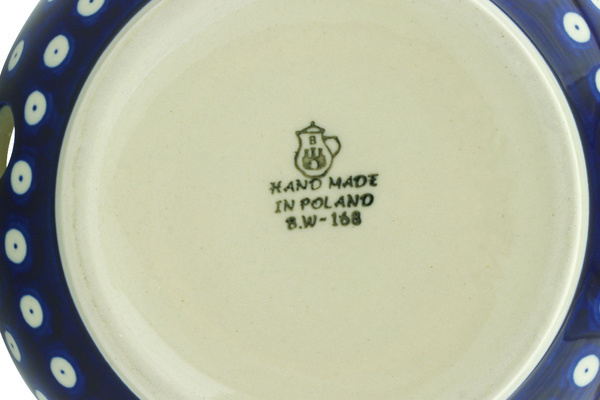 B
HAND MADE
IN POLAND
B.W-168